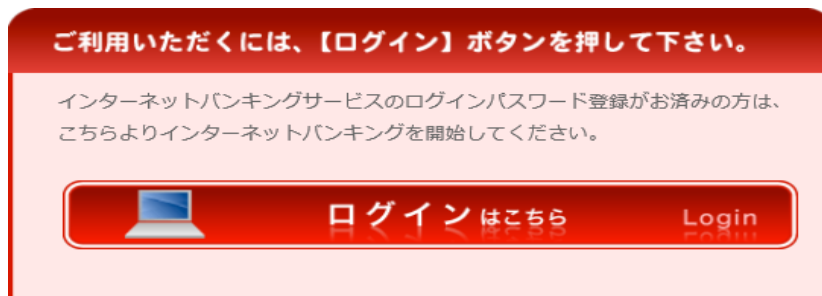 ご利用いただくには、【ログイン】ボタンを押して下さい。
インターネットバンキングサービスのログインパスワード登録がお済みの方は、
こちらよりインターネットバンキングを開始してください。
ログインはこちら Login